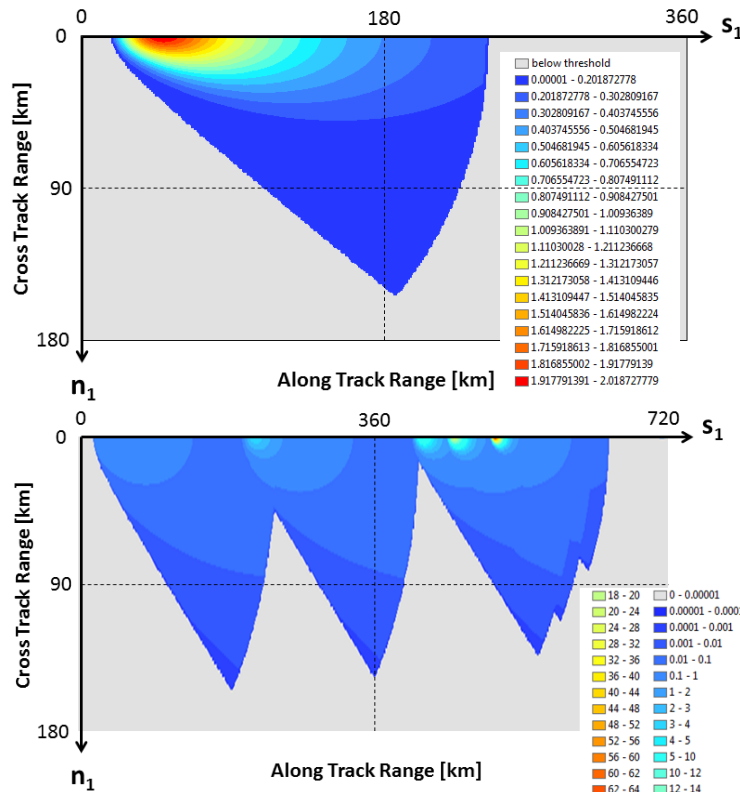 0 180 360
S1
0
below threshold
0.00001 - 0.201872778
0.201872778 - 0.302809167
0.302809167 - 0.403745556
0.403745556 - 0.504681945
0.504681945 - 0.605618334
0.605618334 - 0.706554723
0.706554723 - 0.807491112
0.807491112 - 0.908427501
0.908427501 - 1.00936389
1.009363891 - 1.110300279
1.11030028 - 1.211236668
1.211236669 - 1.312173057
1.312173058 - 1.413109446
1.413109447 - 1.514045835
1.514045836 - 1.614982224
1.614982225 - 1.715918612
1.715918613 - 1.816855001
1.816855002 - 1.91779139
1.917791391 - 2.018727779
Cross Track Range [km]
90
180
n1
Along Track Range [km]
0 360 720
S1
0
Cross Track Range [km]
90
180
n1
Along Track Range [km]
18 - 20
20 - 24
24 - 28
28 - 32
32 - 36
36 - 40
40 - 44
44 - 48
48 - 52
52 - 56
56 - 60
60 - 62
62 - 64
0 - 0.00001
0.00001 - 0.000
0.0001 - 0.001
0.001 - 0.01
0.01 - 0.1
0.1 - 1
1 - 2
2 - 3
3 - 4
4 - 5
5 - 10
10 - 12
12 - 14